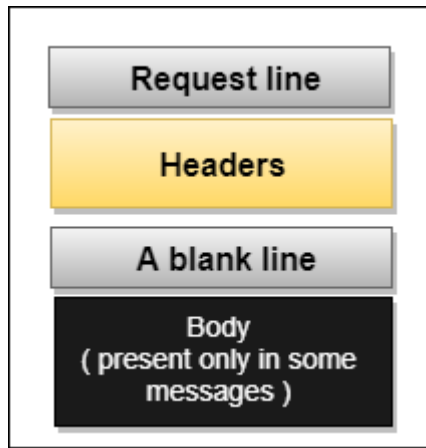 Request line
Headers
A blank line
Body
( present only in some
messages )